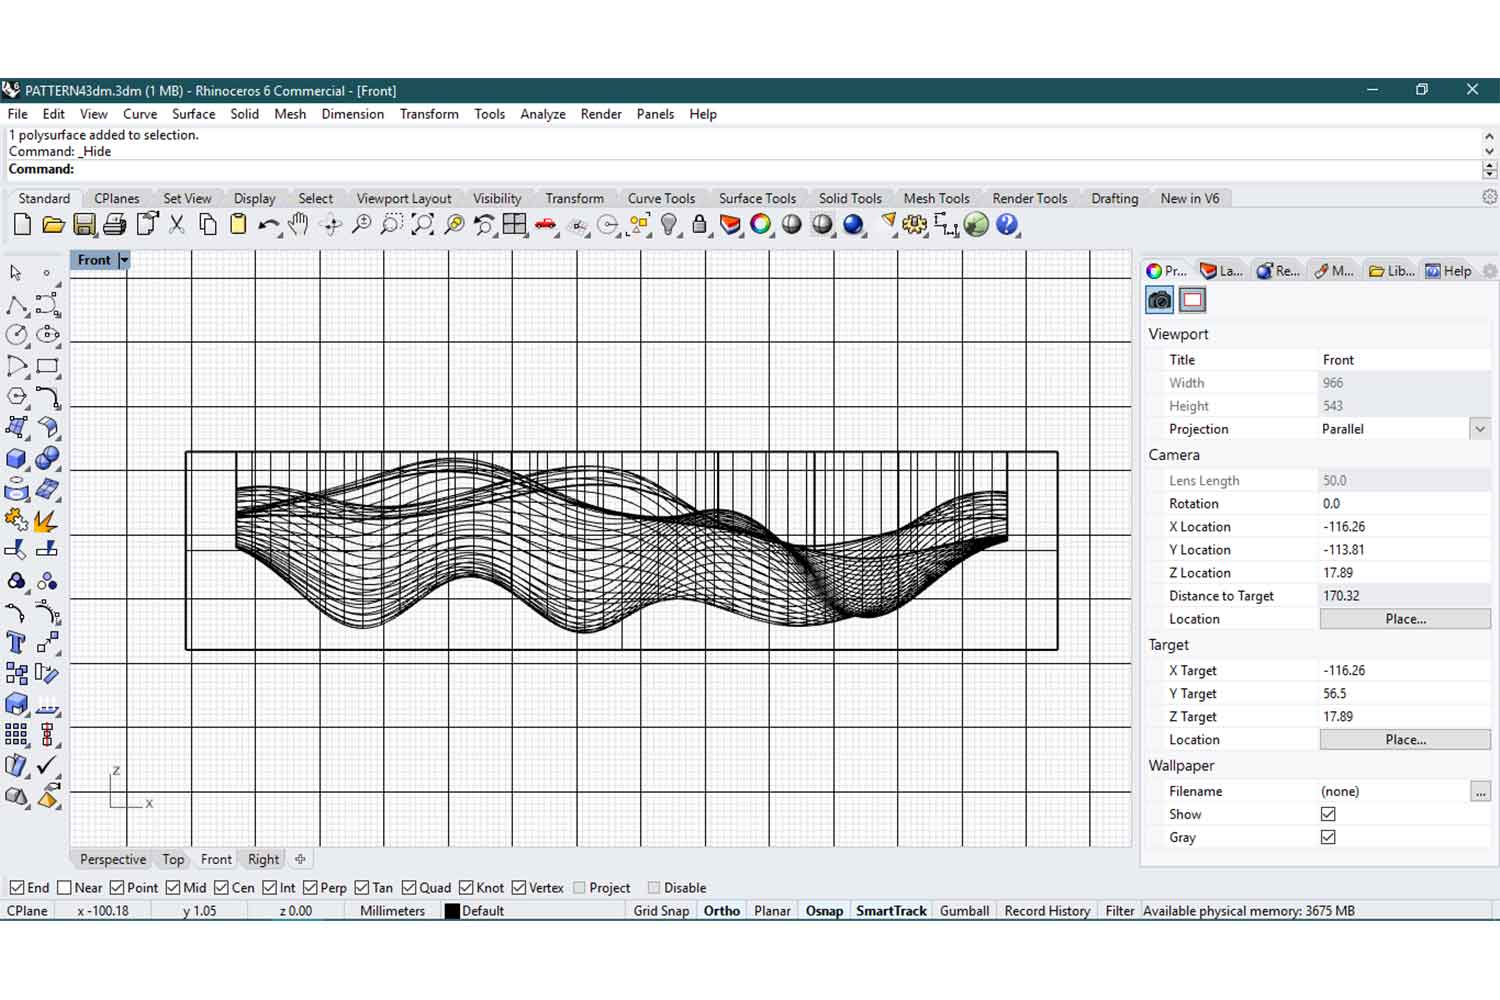 PATTERN43dm.3dm (1 MB) - Rhinoceros 6 Commercial - [Front]
File Edit View Curve Surface Solid Mesh Dimension Transform Tools Analyze Render Panels Help
1 polysurface added to selection.
Command: _Hide
Command:
Standard CPlanes Set View Display Select Viewport Layout Visibility Transform Curve Tools Surface Tools Solid Tools Mesh Tools Render Tools Drafting New in V6
Front
Pr... La... Re... M... Lib... Help
Viewport
Title Front
Width 966
Height 543
Projection Parallel
Camera
Lens Length 50.0
Rotation 0.0
X Location -116.26
Y Location -113.81
Z Location 17.89
Distance to Target 170.32
Location Place...
Target
X Target -116.26
Y Target 56.5
Z Target 17.89
Location Place...
Wallpaper
Filename (none) ...
Show
Gray
z
x
Perspective Top Front Right
End Near Point Mid Cen Int Perp Tan Quad Knot Vertex Project Disable
CPlane x -100.18 y 1.05 z 0.00 Millimeters Default Grid Snap Ortho Planar Osnap SmartTrack Gumball Record History Filter Available physical memory: 3675 MB